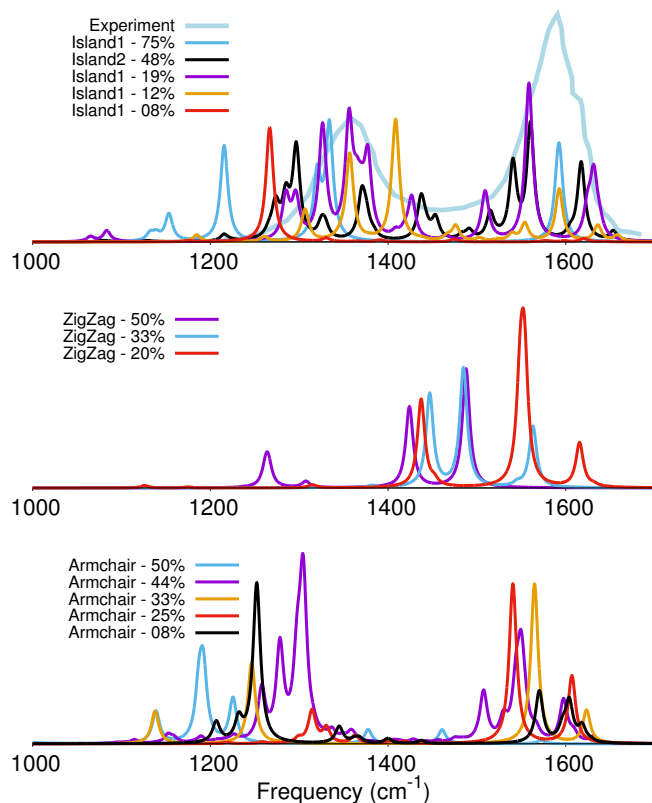 Experiment
Island1 - 75%
Island2 - 48%
Island1 - 19%
Island1 - 12%
Island1 - 08%
1000 1200 1400 1600
ZigZag - 50%
ZigZag - 33%
ZigZag - 20%
1000 1200 1400 1600
Armchair - 50%
Armchair - 44%
Armchair - 33%
Armchair - 25%
Armchair - 08%
1000 1200 1400 1600
Frequency (cm⁻¹)